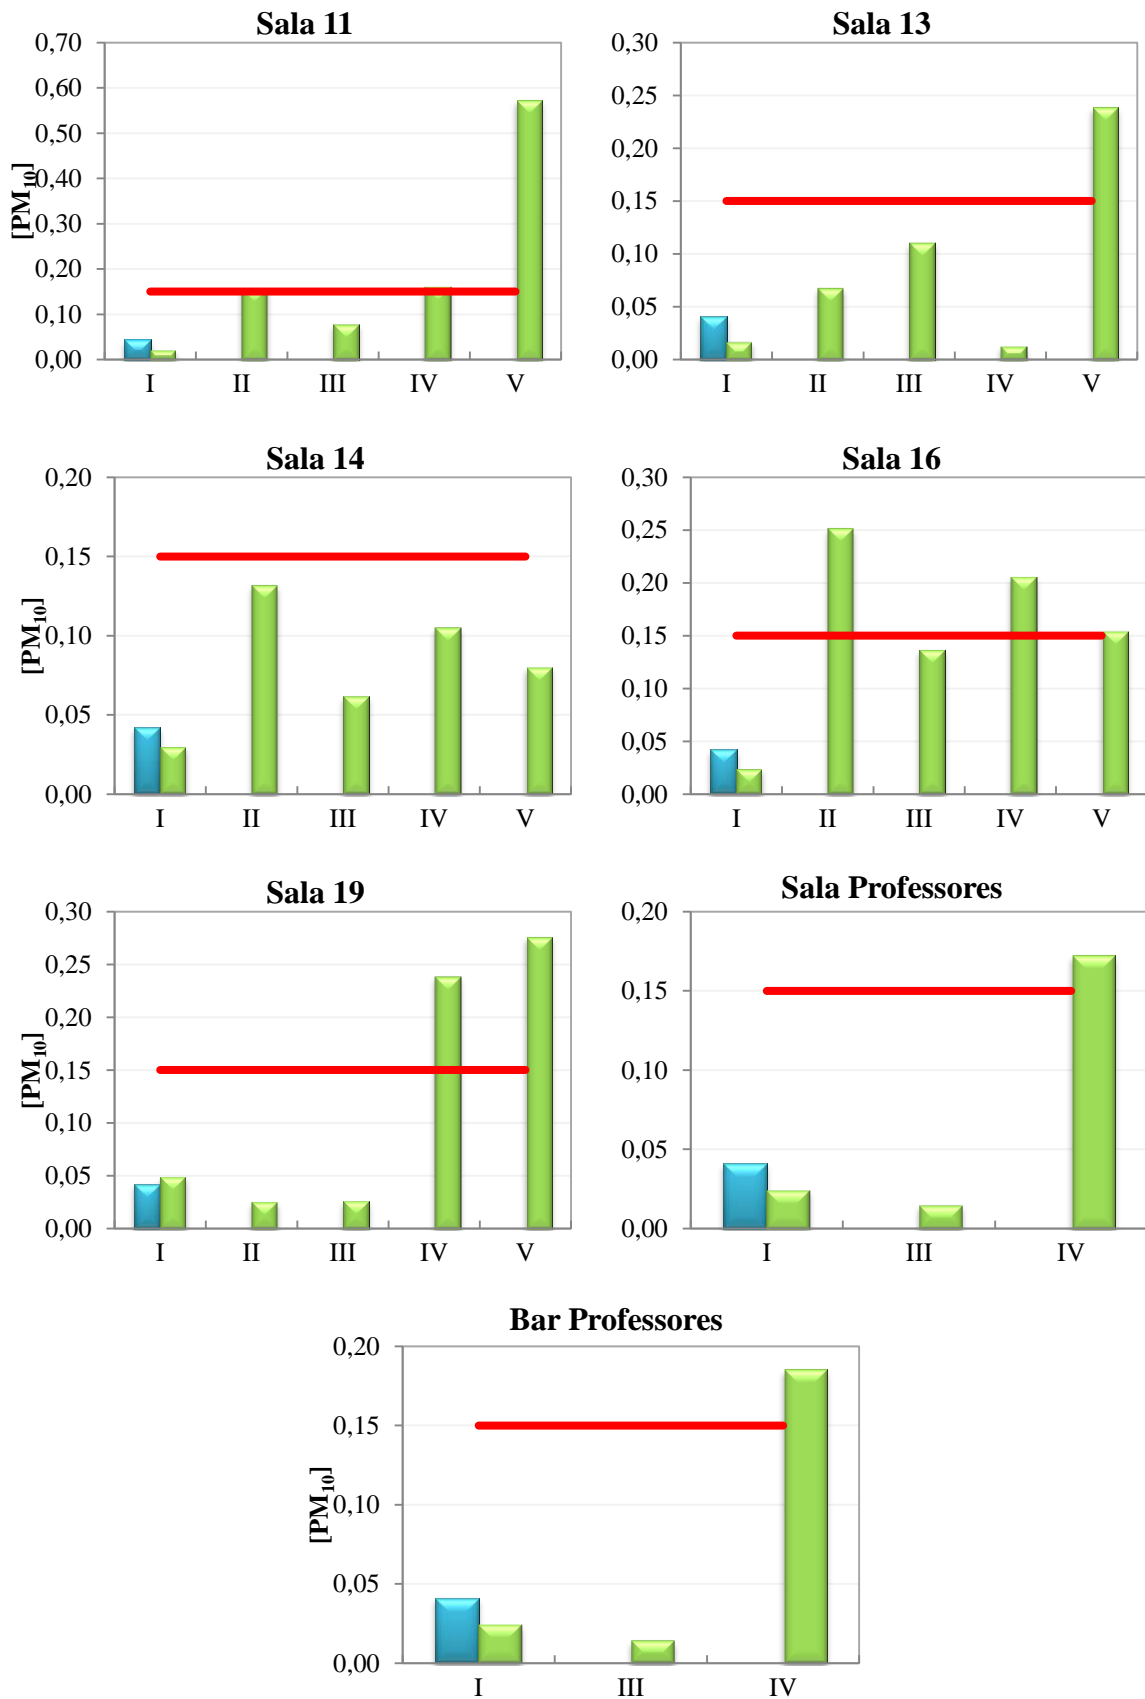 Sala 11
0,70
0,60
0,50
0,40
0,30
0,20
0,10
0,00
[PM10]
I II III IV V
Sala 13
0,30
0,25
0,20
0,15
0,10
0,05
0,00
I II III IV V
Sala 14
0,20
0,15
0,10
0,05
0,00
[PM10]
I II III IV V
Sala 16
0,30
0,25
0,20
0,15
0,10
0,05
0,00
I II III IV V
Sala 19
0,30
0,25
0,20
0,15
0,10
0,05
0,00
[PM10]
I II III IV V
Sala Professores
0,20
0,15
0,10
0,05
0,00
I III IV
Bar Professores
0,20
0,15
0,10
0,05
0,00
[PM10]
I III IV